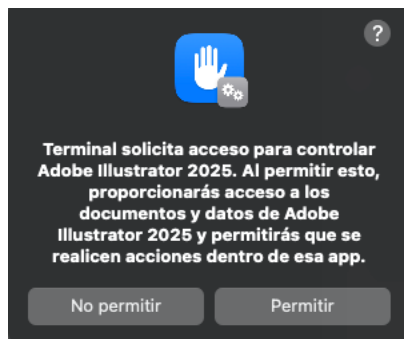 ?
Terminal solicita acceso para controlar
Adobe Illustrator 2025. Al permitir esto,
proporcionarás acceso a los
documentos y datos de Adobe
Illustrator 2025 y permitirás que se
realicen acciones dentro de esa app.
No permitir
Permitir